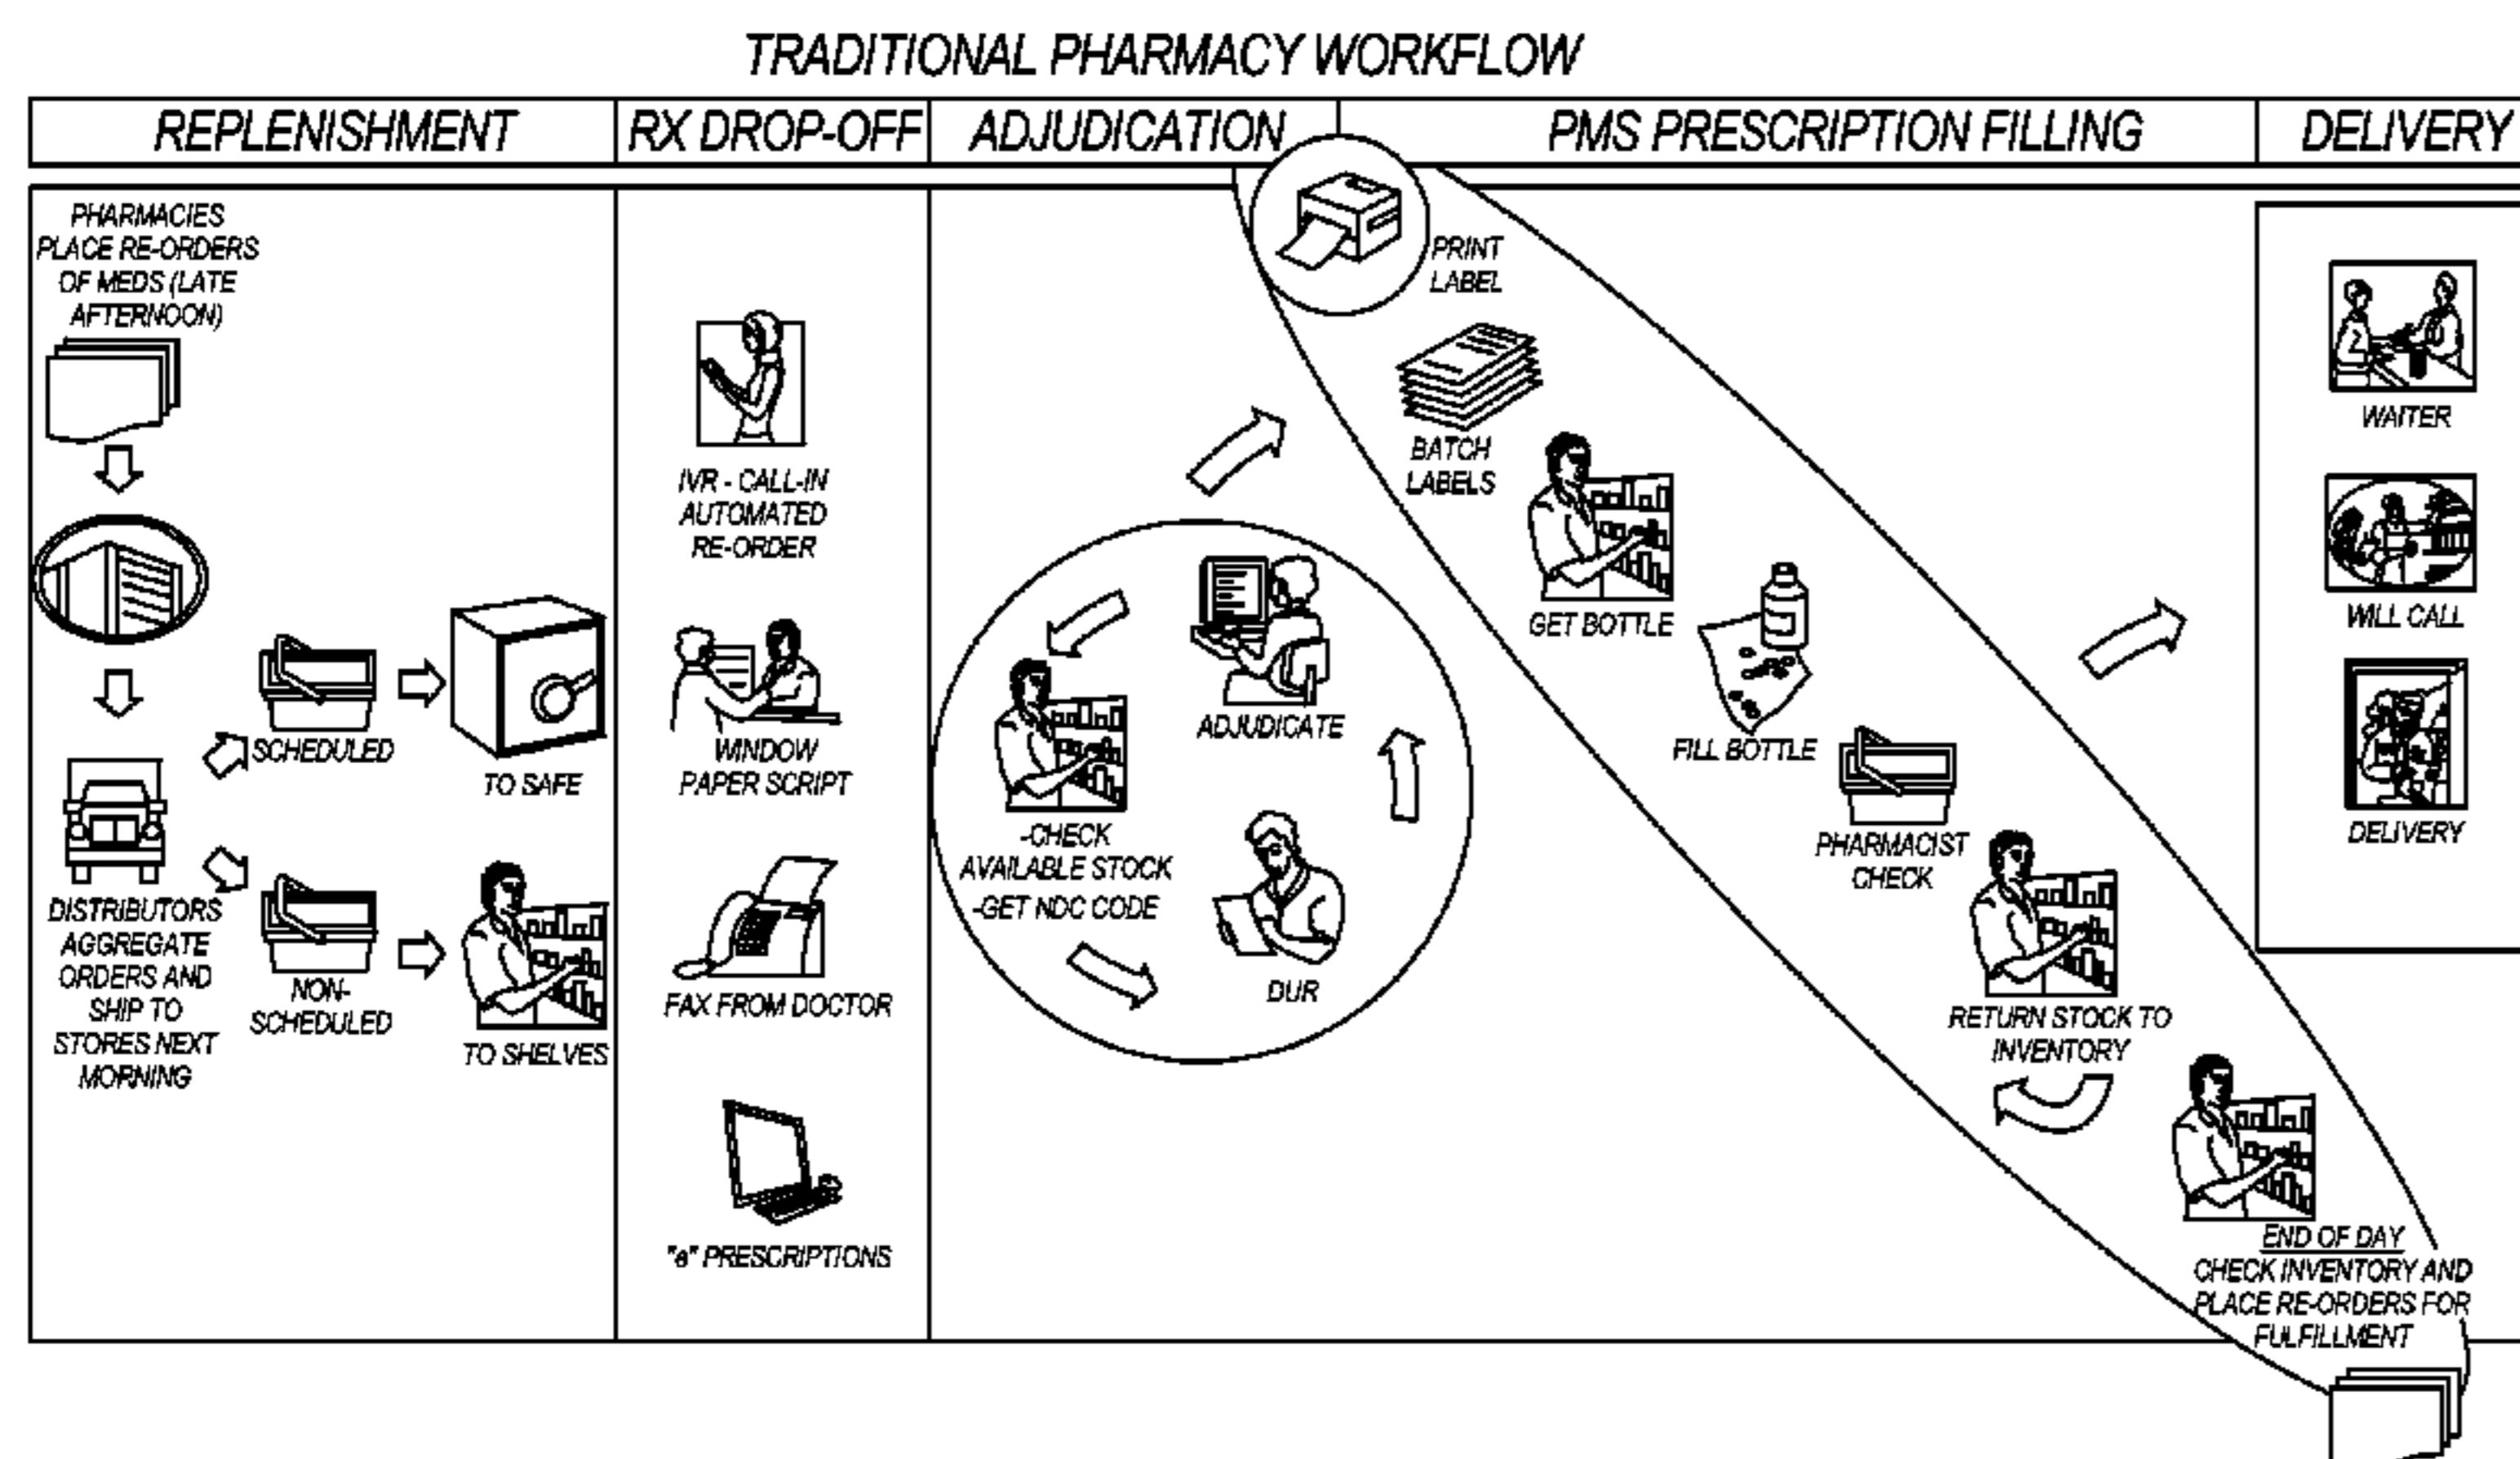 TRADITIONAL PHARMACY WORKFLOW
REPLENISHMENT
RX DROP-OFF
ADJUDICATION
PMS PRESCRIPTION FILLING
DELIVERY
PHARMACIES
PLACE RE-ORDERS
OF MEDS (LATE
AFTERNOON)
SCHEDULED
TO SAFE
DISTRIBUTORS
AGGREGATE
ORDERS AND
SHIP TO
STORES NEXT
MORNING
NON-
SCHEDULED
TO SHELVES
IVR - CALL-IN
AUTOMATED
RE-ORDER
WINDOW
PAPER SCRIPT
FAX FROM DOCTOR
"e" PRESCRIPTIONS
ADJUDICATE
-CHECK
AVAILABLE STOCK
-GET NDC CODE
DUR
PRINT
LABEL
BATCH
LABELS
GET BOTTLE
FILL BOTTLE
PHARMACIST
CHECK
RETURN STOCK TO
INVENTORY
END OF DAY
CHECK INVENTORY AND
PLACE RE-ORDERS FOR
FULFILLMENT
WAITER
WILL CALL
DELIVERY